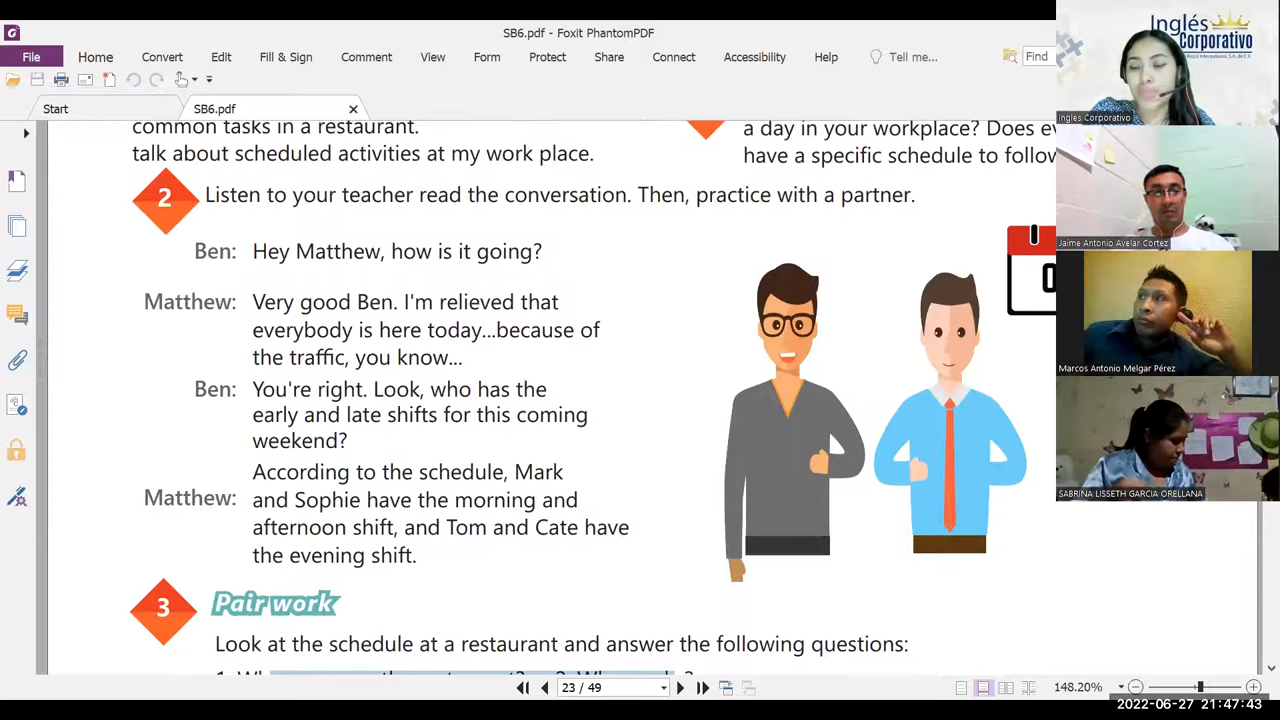 SB6.pdf - Foxit PhantomPDF
File Home Convert Edit Fill & Sign Comment View Form Protect Share Connect Accessibility Help Tell me... Find
Start
SB6.pdf
common tasks in a restaurant.
talk about scheduled activities at my work place.
a day in your workplace? Does
have a specific schedule to follow
2
Listen to your teacher read the conversation. Then, practice with a partner.
Ben: Hey Matthew, how is it going?
Matthew: Very good Ben. I'm relieved that
everybody is here today...because of
the traffic, you know...
Ben: You're right. Look, who has the
early and late shifts for this coming
weekend?
According to the schedule, Mark
Matthew: and Sophie have the morning and
afternoon shift, and Tom and Cate have
the evening shift.
3
Pair work
Look at the schedule at a restaurant and answer the following questions:
23 / 49
148.20%
Inglés
Corporativo
Ingles Corporativo
Jaime Antonio Avelar Cortez
Marcos Antonio Melgar Pérez
SABRINA LISSETH GARCIA ORELLANA
2022-06-27 21:47:43